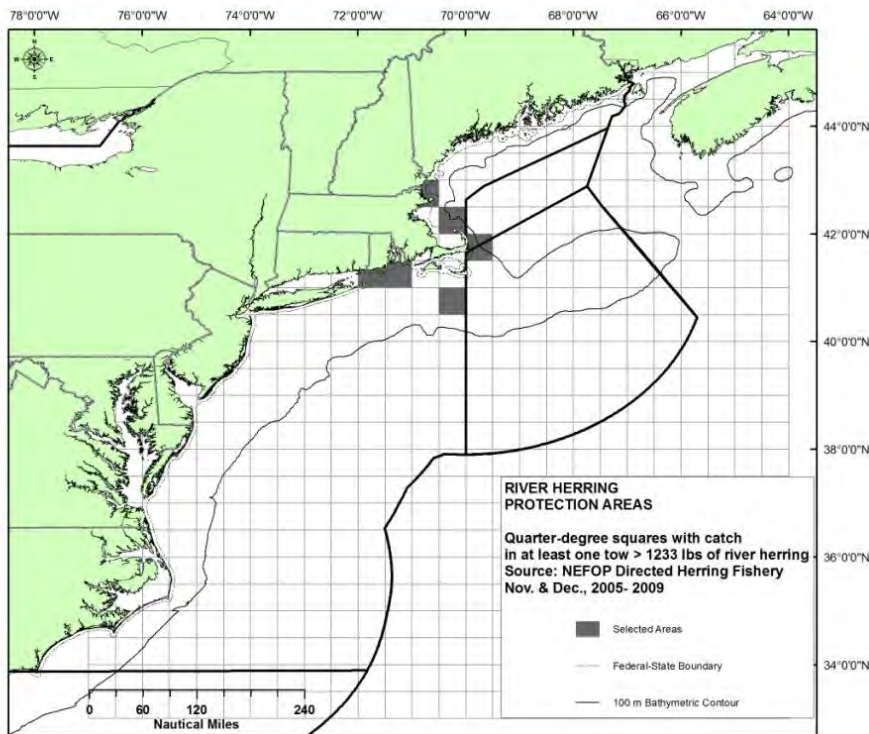 78°0'0"W 76°0'0"W 74°0'0"W 72°0'0"W 70°0'0"W 68°0'0"W 66°0'0"W 64°0'0"W
N
W E
S
44°0'0"N
42°0'0"N
40°0'0"N
38°0'0"N
RIVER HERRING
PROTECTION AREAS
Quarter-degree squares with catch
in at least one tow > 1233 lbs of river herring
Source: NEFOP Directed Herring Fishery
Nov. & Dec., 2005- 2009
36°0'0"N
Selected Areas
Federal-State Boundary
34°0'0"N
100 m Bathymetric Contour
0 60 120 240
Nautical Miles